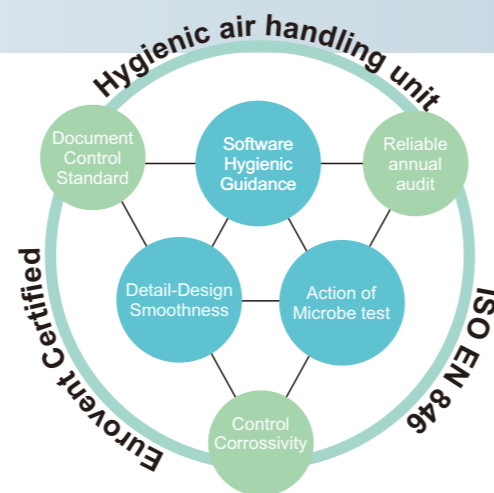 Hygienic air handling unit
Document
Control
Standard
Software
Hygienic
Guidance
Reliable
annual
audit
Detail-Design
Smoothness
Action of
Microbe test
Control
Corrossivity
Eurovent Certified
ISO EN 846